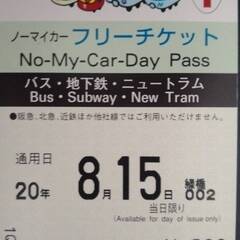 ノーマイカー フリーチケット
No-My-Car-Day Pass
バス・地下鉄・ニュートラム
Bus・Subway・New Tram
●阪急、北急、近鉄ほか他社線ではご利用いただけません。
通用日
20年 8月15日 緑橋 002
当日限り
(Available for day of issue only)